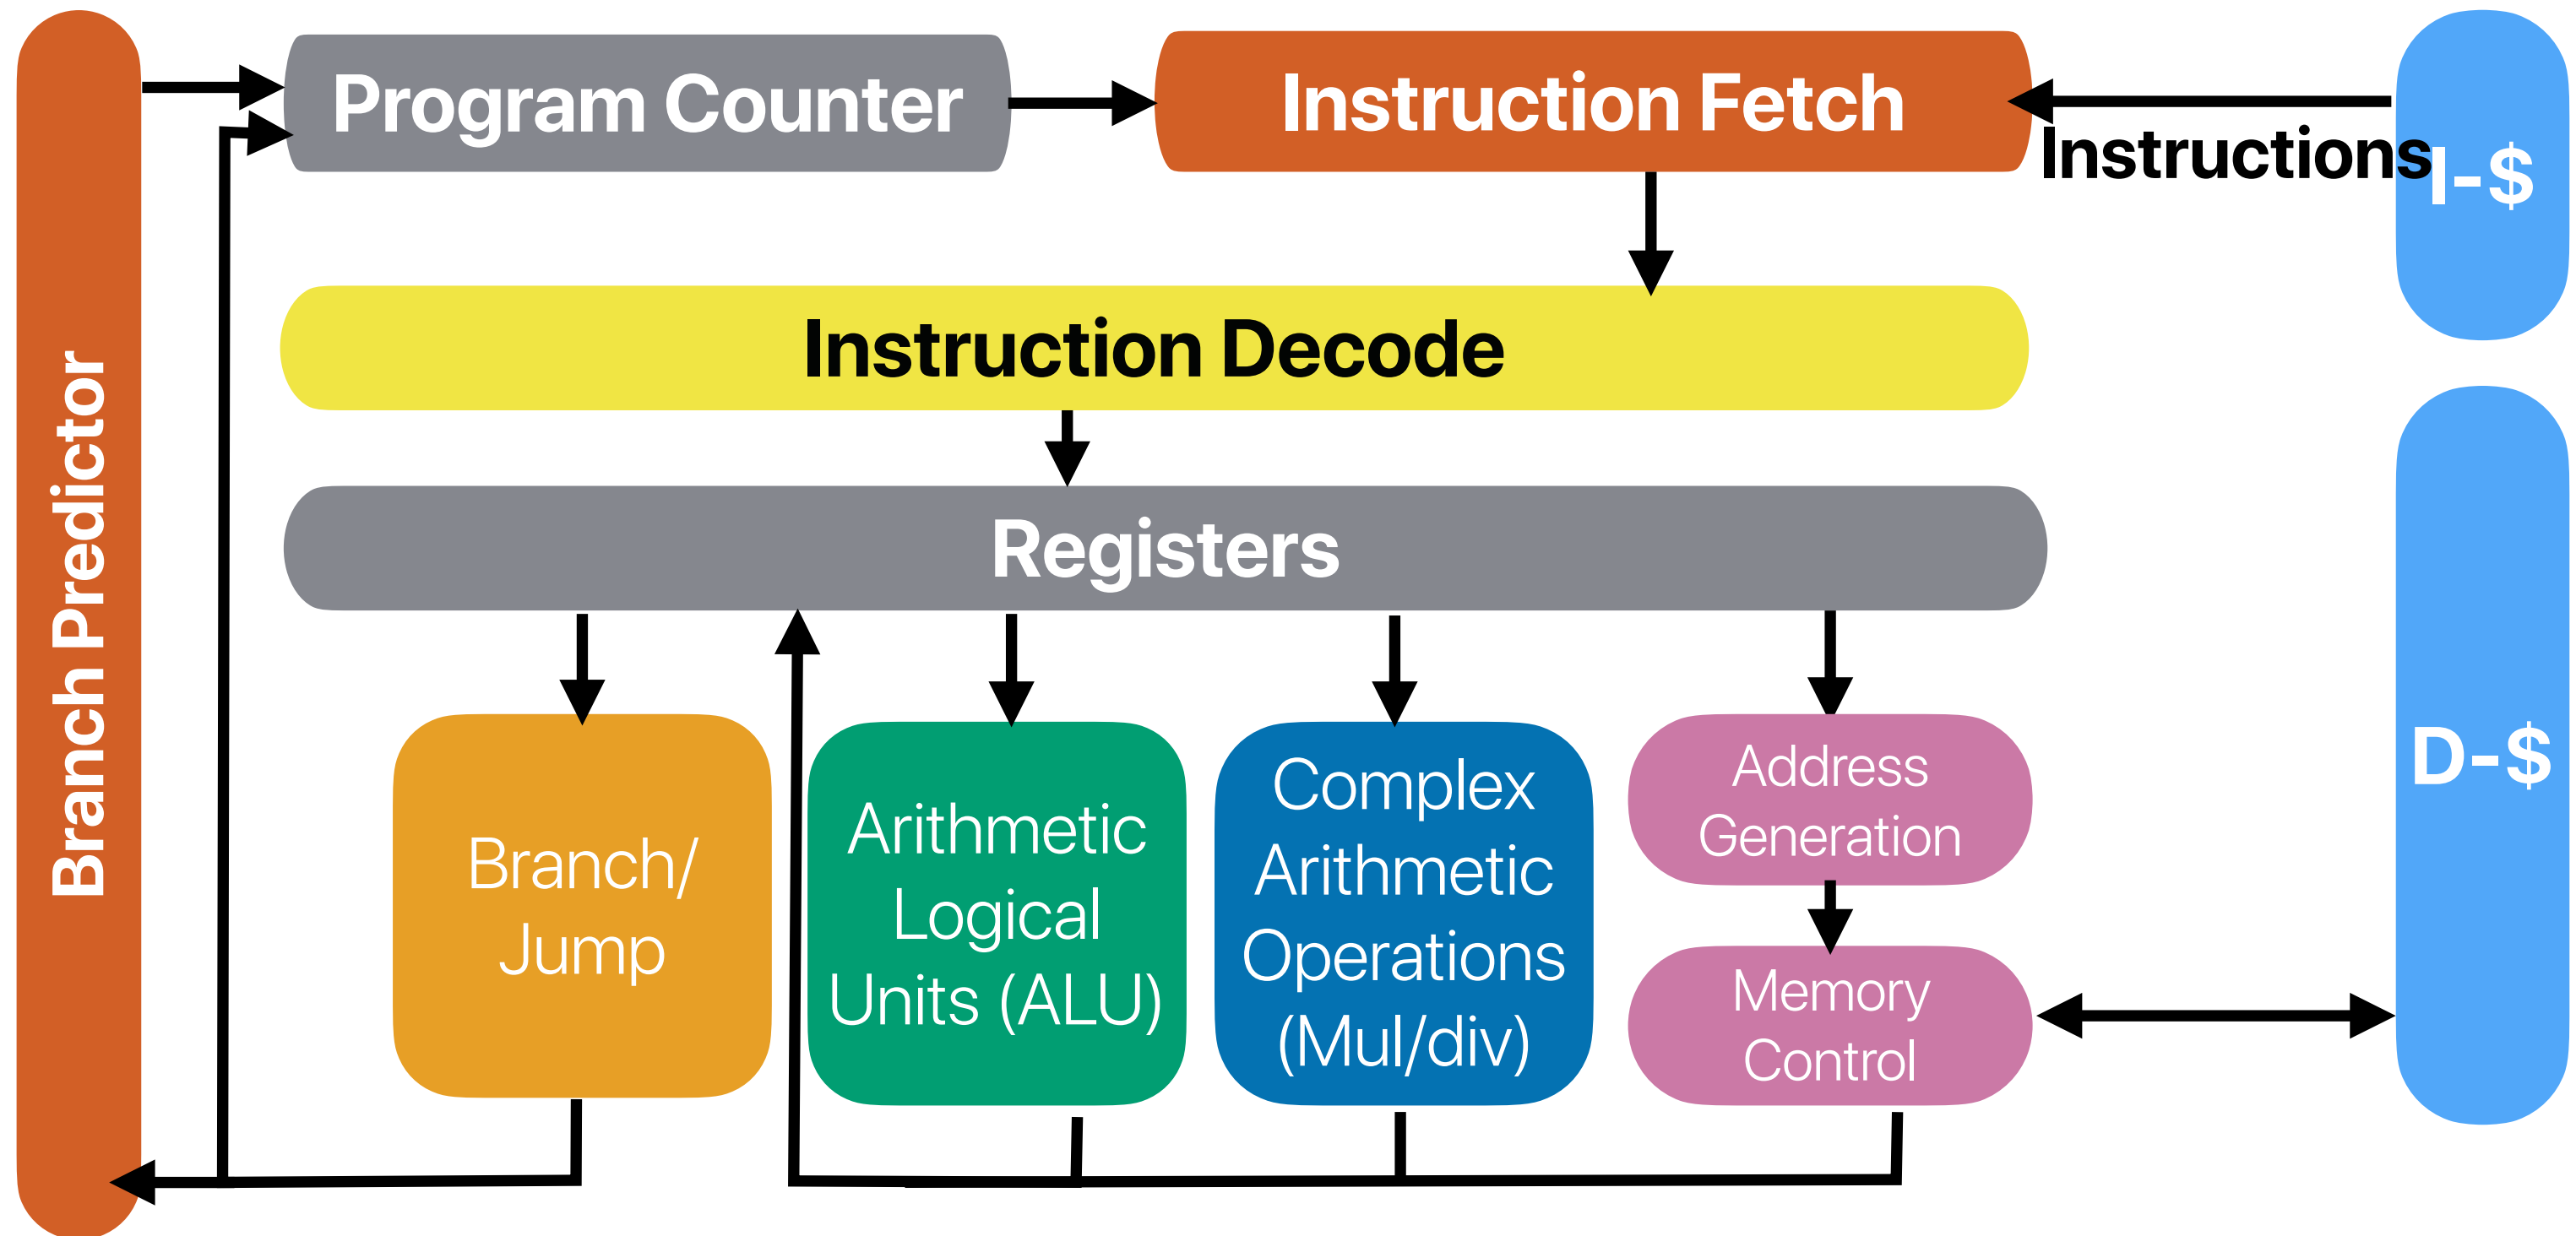 Branch Predictor
Program Counter
Instruction Fetch
Instructions
I-$
Instruction Decode
Registers
D-$
Branch/
Jump
Arithmetic
Logical
Units (ALU)
Complex
Arithmetic
Operations
(Mul/div)
Address
Generation
Memory
Control